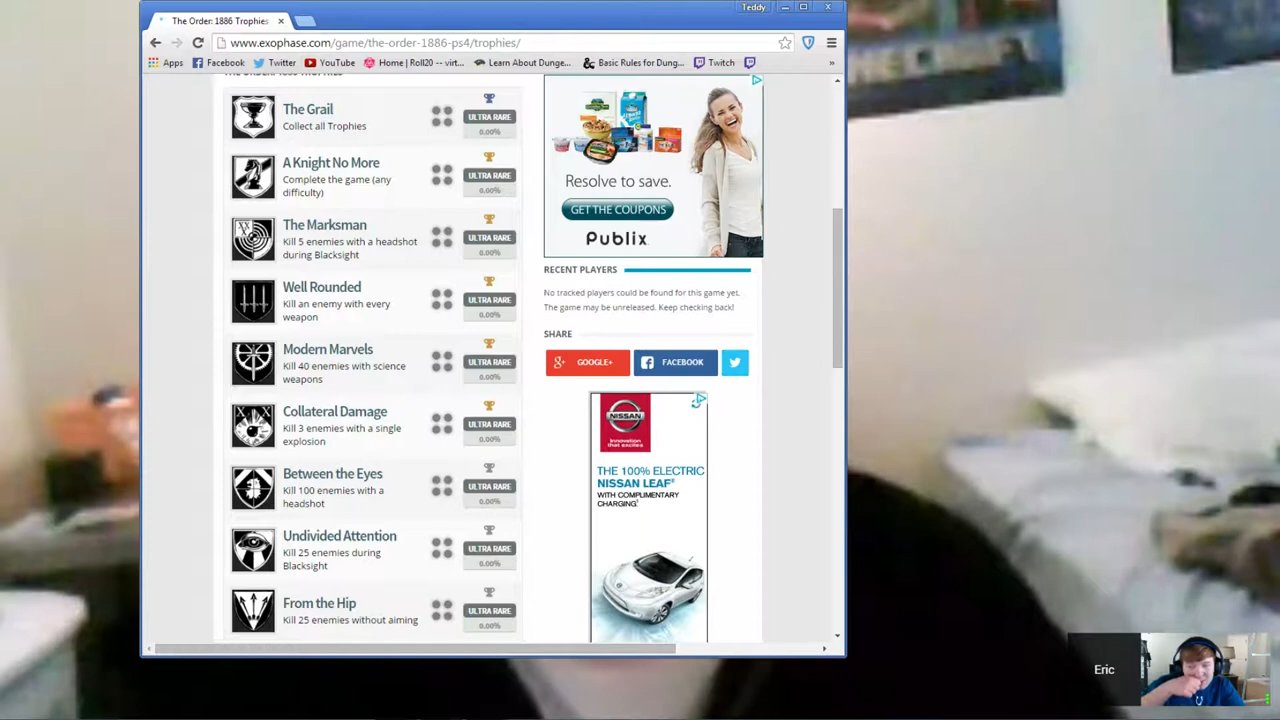 Teddy
The Order: 1886 Trophies
www.exophase.com/game/the-order-1886-ps4/trophies/
Apps Facebook Twitter YouTube Home | Roll20 -- virt... Learn About Dunge... Basic Rules for Dung... Twitch »
The Grail
Collect all Trophies
ULTRA RARE
0.00%
A Knight No More
Complete the game (any
difficulty)
ULTRA RARE
0.00%
The Marksman
Kill 5 enemies with a headshot
during Blacksight
ULTRA RARE
0.00%
Well Rounded
Kill an enemy with every
weapon
ULTRA RARE
0.00%
Modern Marvels
Kill 40 enemies with science
weapons
ULTRA RARE
0.00%
Collateral Damage
Kill 3 enemies with a single
explosion
ULTRA RARE
0.00%
Between the Eyes
Kill 100 enemies with a
headshot
ULTRA RARE
0.00%
Undivided Attention
Kill 25 enemies during
Blacksight
ULTRA RARE
0.00%
From the Hip
Kill 25 enemies without aiming
ULTRA RARE
0.00%
Resolve to save.
GET THE COUPONS
Publix.
RECENT PLAYERS
No tracked players could be found for this game yet.
The game may be unreleased. Keep checking back!
SHARE
GOOGLE+
FACEBOOK
NISSAN
Innovation
that excites
THE 100% ELECTRIC
NISSAN LEAF®
WITH COMPLIMENTARY
CHARGING.
Eric